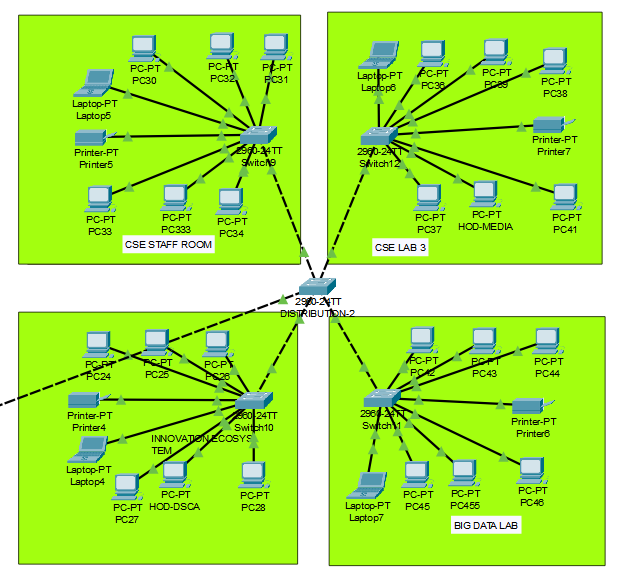 PC-PT
PC30
PC-PT
PC32
PC-PT
PC31
Laptop-PT
Laptop5
Printer-PT
Printer5
2960-24TT
Switch9
PC-PT
PC33
PC-PT
PC333
PC-PT
PC34
CSE STAFF ROOM
Laptop-PT
Laptop6
PC-PT
PC36
PC-PT
PC39
PC-PT
PC38
2960-24TT
Switch12
Printer-PT
Printer7
PC-PT
PC37
PC-PT
HOD-MEDIA
PC-PT
PC41
CSE LAB 3
2960-24TT
DISTRIBUTION-2
PC-PT
PC24
PC-PT
PC25
PC-PT
PC26
Printer-PT
Printer4
2960-24TT
Switch10
INNOVATION ECOSYS
TEM
Laptop-PT
Laptop4
PC-PT
PC27
PC-PT
HOD-DSCA
PC-PT
PC28
PC-PT
PC42
PC-PT
PC43
PC-PT
PC44
2960-24TT
Switch11
Printer-PT
Printer6
Laptop-PT
Laptop7
PC-PT
PC45
PC-PT
PC455
PC-PT
PC46
BIG DATA LAB